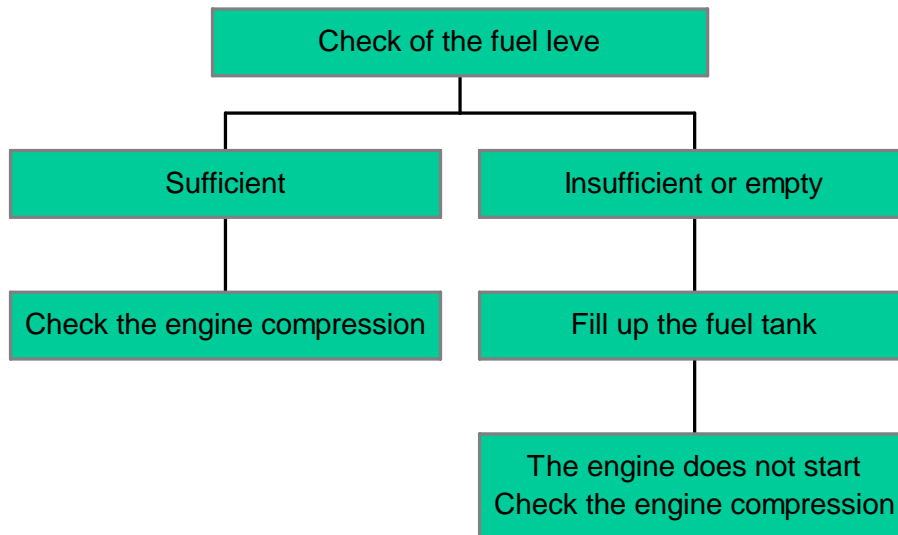 Check of the fuel leve
Sufficient
Insufficient or empty
Check the engine compression
Fill up the fuel tank
The engine does not start
Check the engine compression